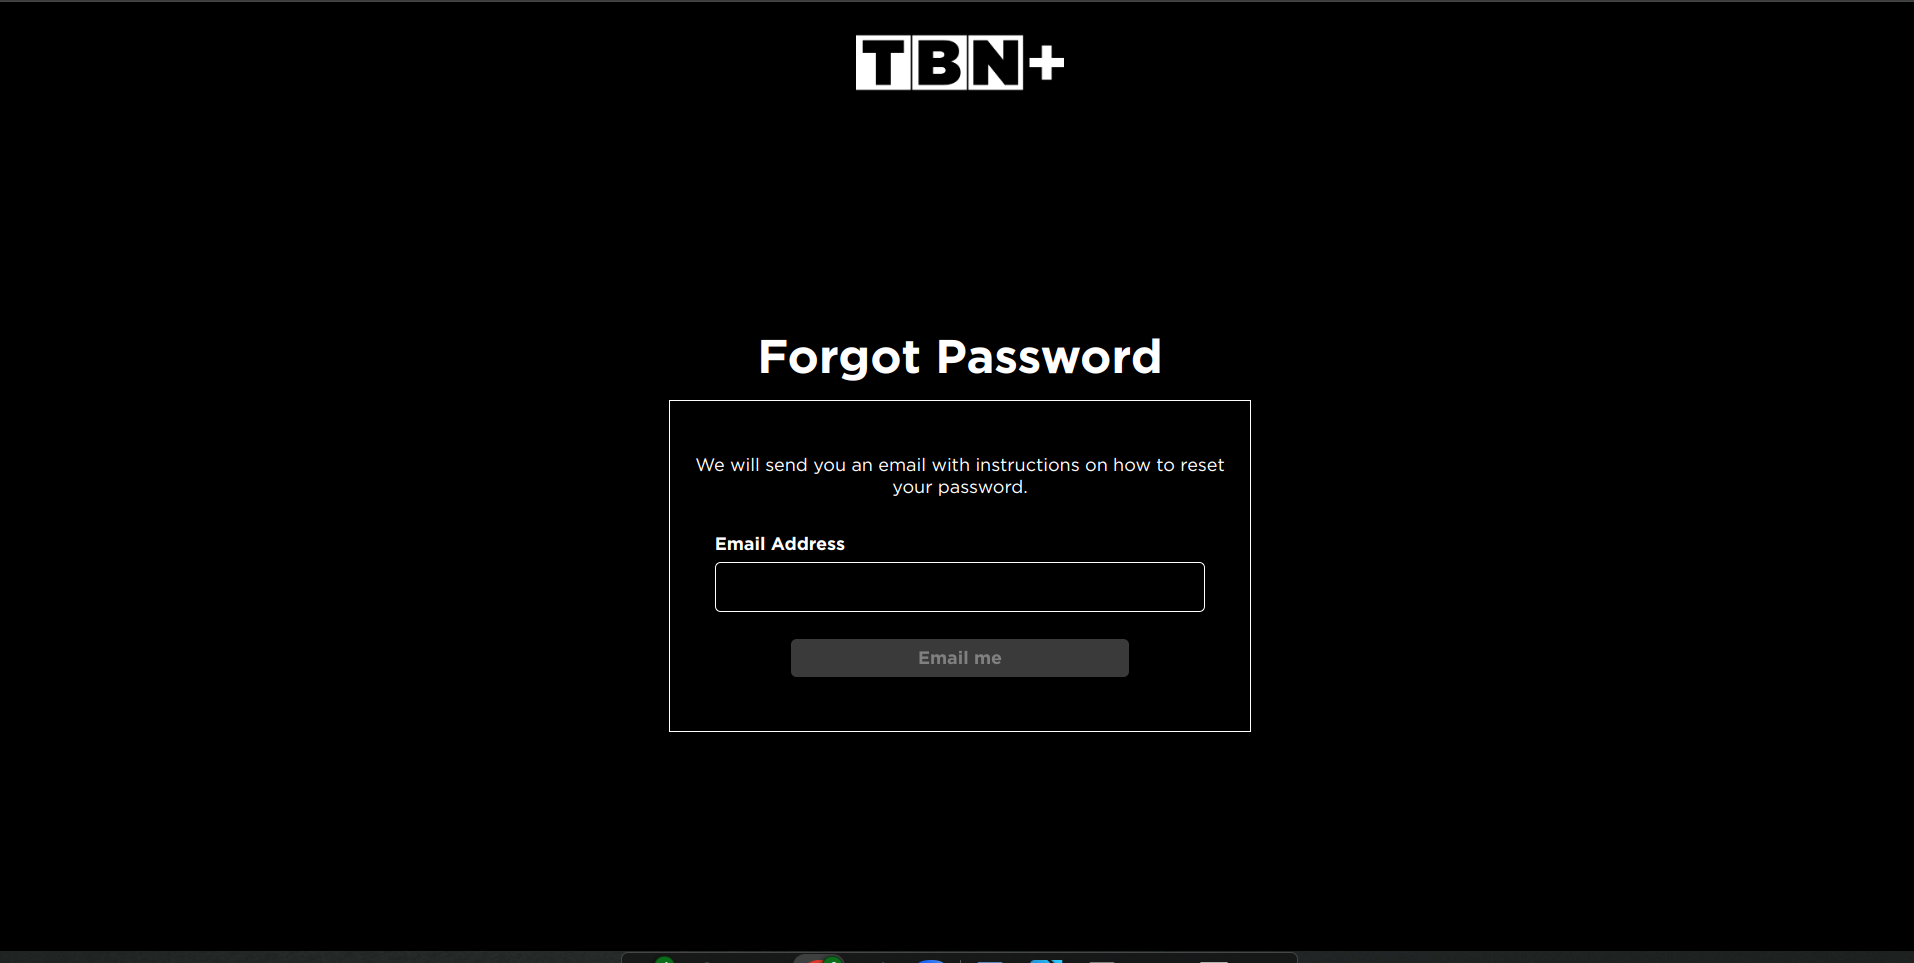 TBN+
Forgot Password
We will send you an email with instructions on how to reset
your password.
Email Address
Email me